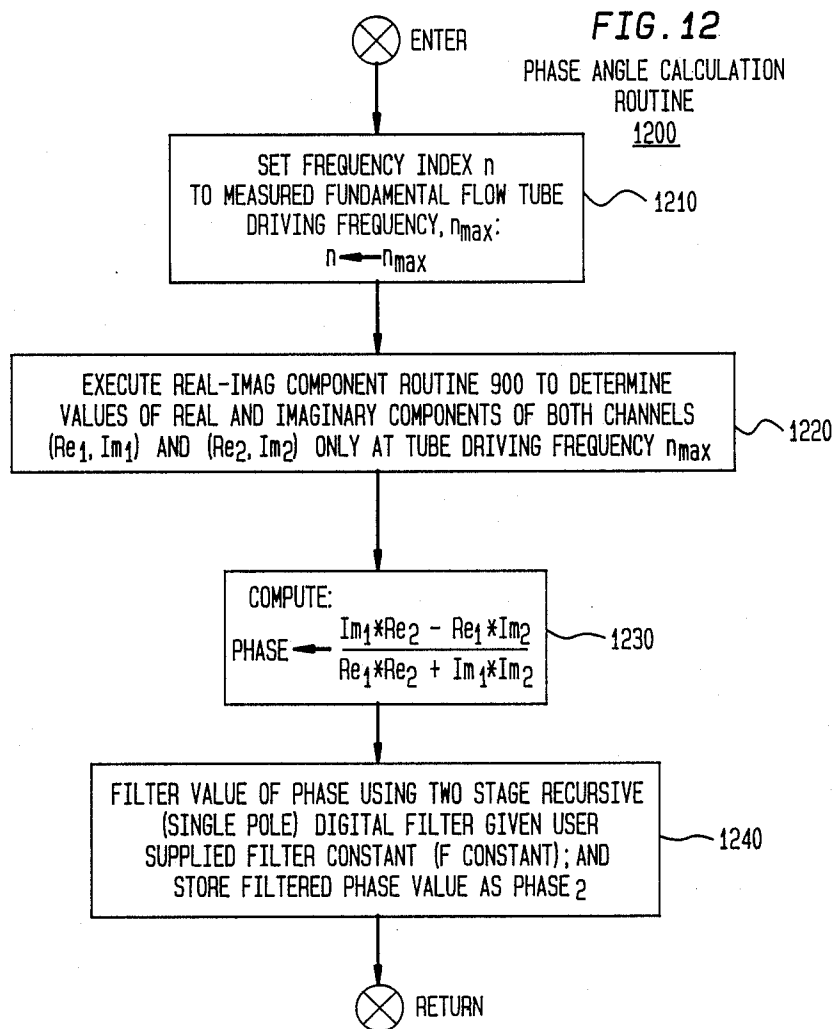 FIG. 12
PHASE ANGLE CALCULATION
ROUTINE
1200
ENTER
SET FREQUENCY INDEX n
TO MEASURED FUNDAMENTAL FLOW TUBE
DRIVING FREQUENCY, nmax:
n ← nmax
1210
EXECUTE REAL-IMAG COMPONENT ROUTINE 900 TO DETERMINE
VALUES OF REAL AND IMAGINARY COMPONENTS OF BOTH CHANNELS
(Re1, Im1) AND (Re2, Im2) ONLY AT TUBE DRIVING FREQUENCY nmax
1220
COMPUTE:
Im1*Re2 - Re1*Im2
PHASE ←
Re1*Re2 + Im1*Im2
1230
FILTER VALUE OF PHASE USING TWO STAGE RECURSIVE
(SINGLE POLE) DIGITAL FILTER GIVEN USER
SUPPLIED FILTER CONSTANT (F CONSTANT); AND
STORE FILTERED PHASE VALUE AS PHASE2
1240
RETURN